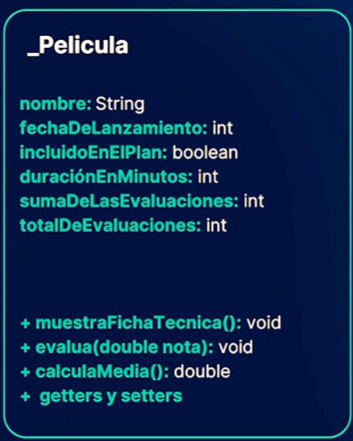 _Pelicula
nombre: String
fechaDeLanzamiento: int
incluidoEnElPlan: boolean
duraciónEnMinutos: int
sumaDeLasEvaluaciones: int
totalDeEvaluaciones: int
+ muestraFichaTecnica(): void
+ evalua(double nota): void
+ calculaMedia(): double
+ getters y setters